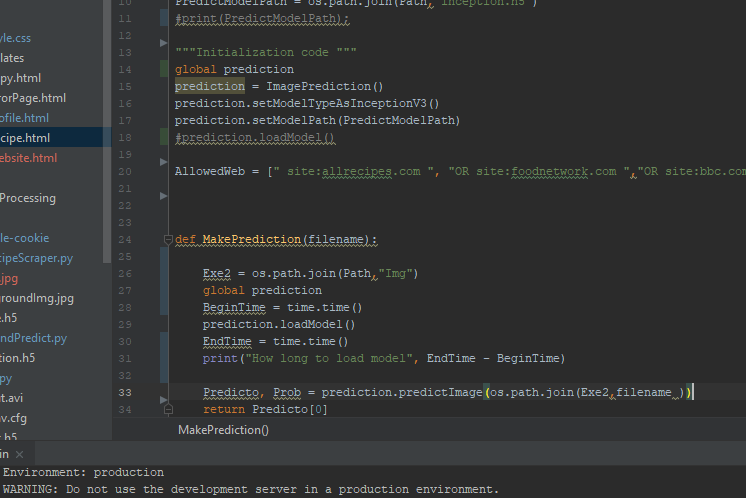 PredictModelPath = os.path.join(Path, "inception.h5")
#print(PredictModelPath);
"""Initialization code """
global prediction
prediction = ImagePrediction()
prediction.setModelTypeAsInceptionV3()
prediction.setModelPath(PredictModelPath)
#prediction.loadModel()
AllowedWeb = [" site:allrecipes.com ", "OR site:foodnetwork.com ","OR site:bbc.com
def MakePrediction(filename):
Exe2 = os.path.join(Path,"Img")
global prediction
BeginTime = time.time()
prediction.loadModel()
EndTime = time.time()
print("How long to load model", EndTime - BeginTime)
Predicto, Prob = prediction.predictImage(os.path.join(Exe2,filename ))
return Predicto[0]
MakePrediction()
10
11
12
13
14
15
16
17
18
19
20
21
22
23
24
25
26
27
28
29
30
31
32
33
34
yle.css
lates
py.html
rorPage.html
ofile.html
cipe.html
ebsite.html
Processing
le-cookie
cipeScraper.py
.jpg
groundImg.jpg
e.h5
ndPredict.py
tion.h5
.py
t.avi
v.cfg
t.h5
in
Environment: production
WARNING: Do not use the development server in a production environment.